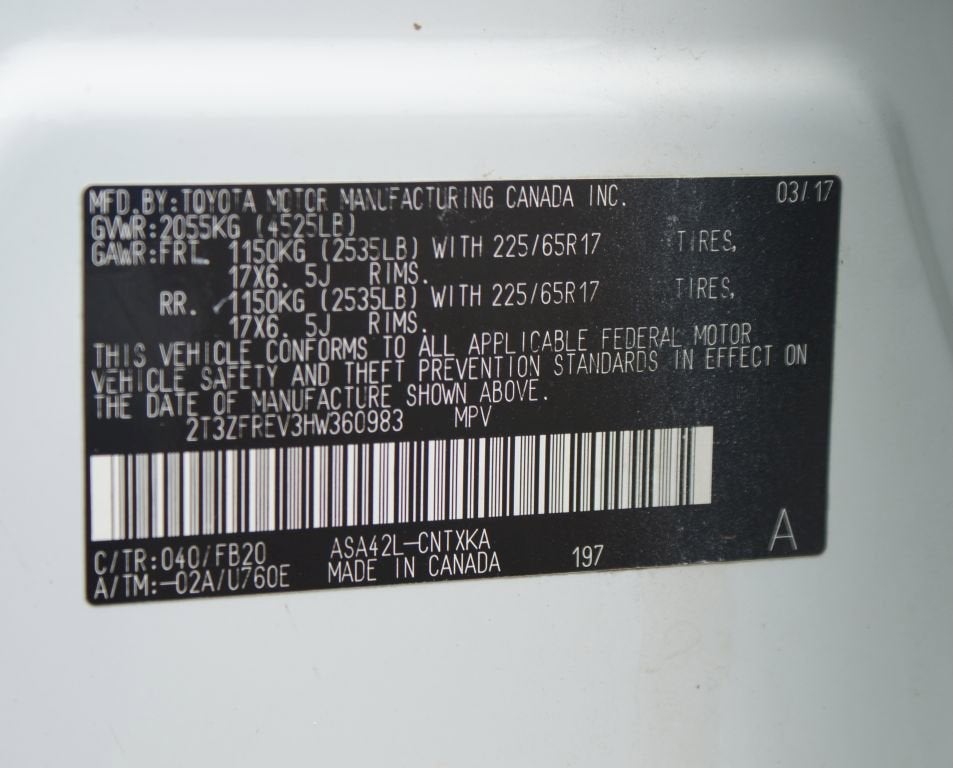 MFD. BY: TOYOTA MOTOR MANUFACTURING CANADA INC. 03/17
GVWR: 2055KG (4525LB)
GAWR: FRT. 1150KG (2535LB) WITH 225/65R17 TIRES,
17X6. 5J RIMS.
RR. 1150KG (2535LB) WITH 225/65R17 TIRES,
17X6. 5J RIMS.
THIS VEHICLE CONFORMS TO ALL APPLICABLE FEDERAL MOTOR
VEHICLE SAFETY AND THEFT PREVENTION STANDARDS IN EFFECT ON
THE DATE OF MANUFACTURE SHOWN ABOVE.
2T3ZFREV3HW360983 MPV
C/TR: 040/FB20 ASA42L-CNTXKA 197 A
A/TM: -02A/U760E MADE IN CANADA